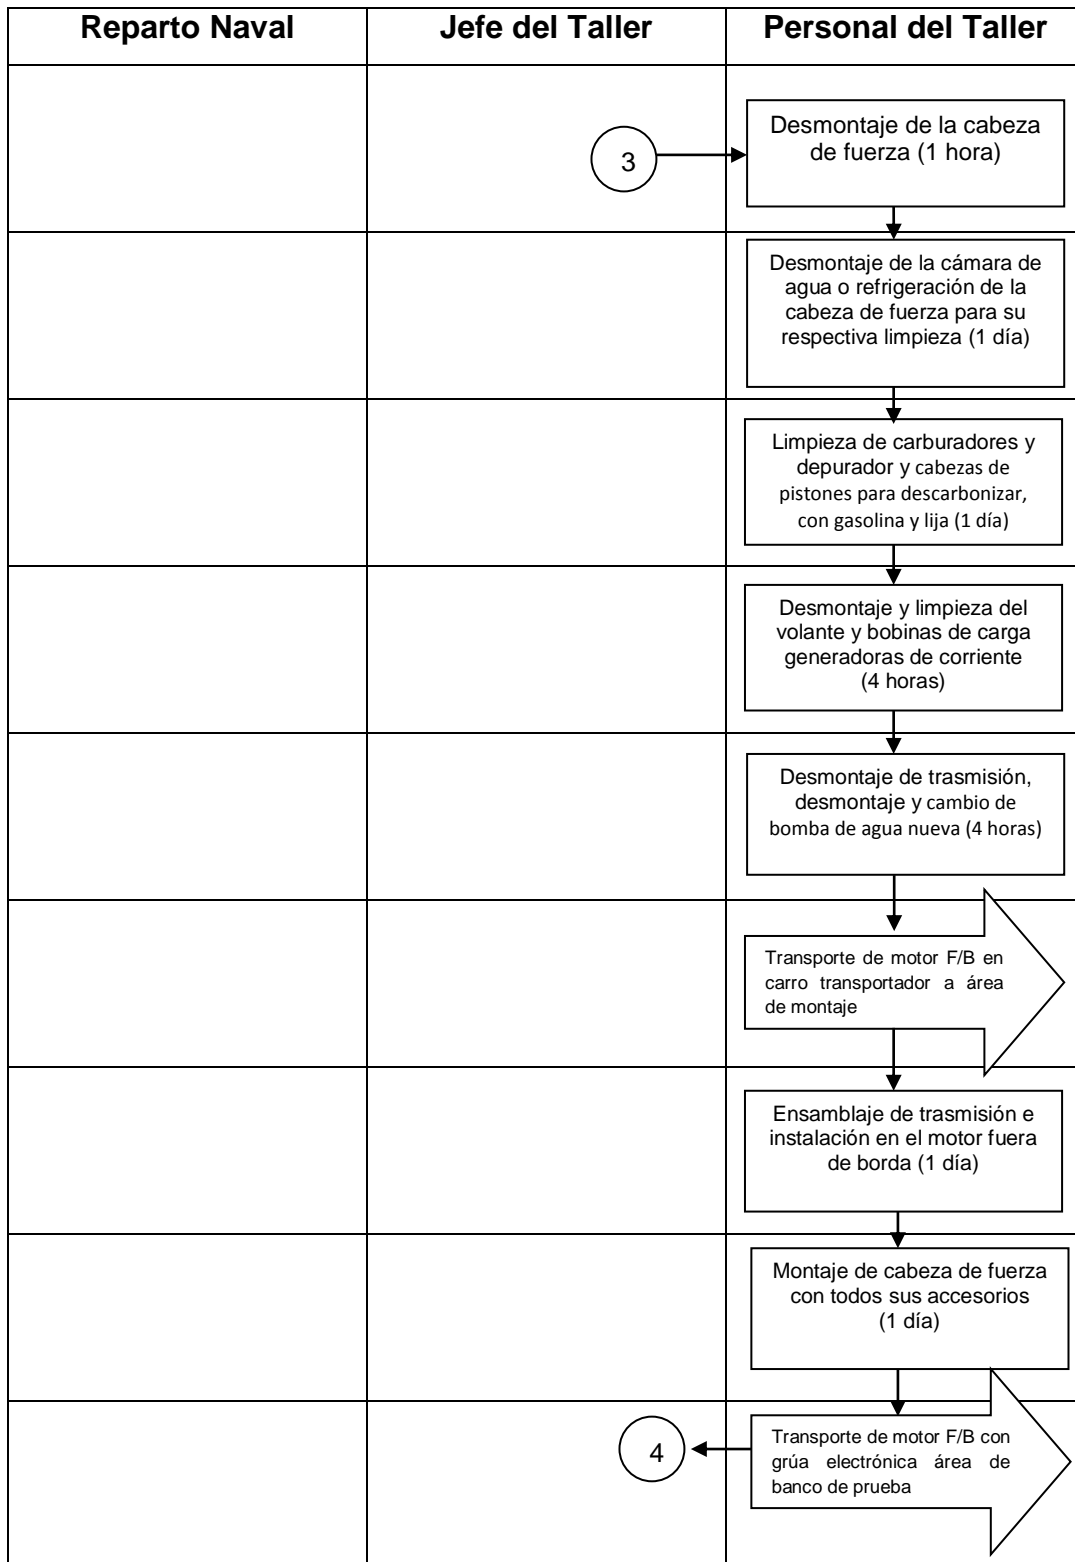 Reparto Naval
Jefe del Taller
Personal del Taller
3
Desmontaje de la cabeza
de fuerza (1 hora)
Desmontaje de la cámara de
agua o refrigeración de la
cabeza de fuerza para su
respectiva limpieza (1 día)
Limpieza de carburadores y
depurador y cabezas de
pistones para descarbonizar,
con gasolina y lija (1 día)
Desmontaje y limpieza del
volante y bobinas de carga
generadoras de corriente
(4 horas)
Desmontaje de trasmisión,
desmontaje y cambio de
bomba de agua nueva (4 horas)
Transporte de motor F/B en
carro transportador a área
de montaje
Ensamblaje de trasmisión e
instalación en el motor fuera
de borda (1 día)
Montaje de cabeza de fuerza
con todos sus accesorios
(1 día)
4
Transporte de motor F/B con
grúa electrónica área de
banco de prueba